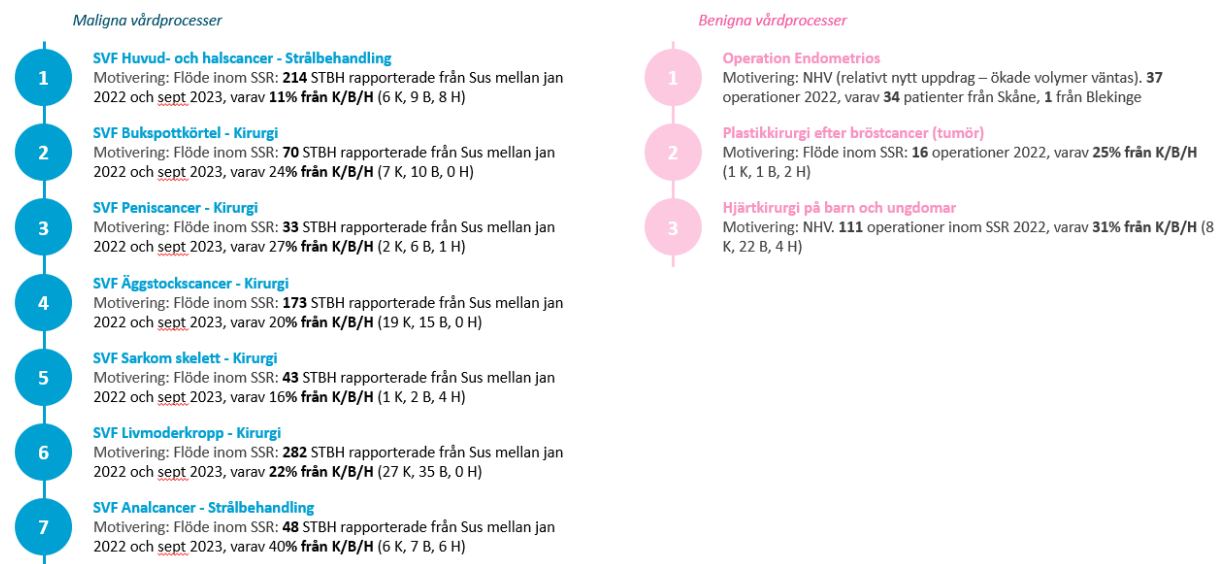 Maligna vårdprocesser
1
SVF Huvud- och halscancer - Strålbehandling
Motivering: Flöde inom SSR: 214 STBH rapporterade från Sus mellan jan
2022 och sept 2023, varav 11% från K/B/H (6 K, 9 B, 8 H)
2
SVF Bukspottkörtel - Kirurgi
Motivering: Flöde inom SSR: 70 STBH rapporterade från Sus mellan jan
2022 och sept 2023, varav 24% från K/B/H (7 K, 10 B, 0 H)
3
SVF Peniscancer - Kirurgi
Motivering: Flöde inom SSR: 33 STBH rapporterade från Sus mellan jan
2022 och sept 2023, varav 27% från K/B/H (2 K, 6 B, 1 H)
4
SVF Äggstockscancer - Kirurgi
Motivering: Flöde inom SSR: 173 STBH rapporterade från Sus mellan jan
2022 och sept 2023, varav 20% från K/B/H (19 K, 15 B, 0 H)
5
SVF Sarkom skelett - Kirurgi
Motivering: Flöde inom SSR: 43 STBH rapporterade från Sus mellan jan
2022 och sept 2023, varav 16% från K/B/H (1 K, 2 B, 4 H)
6
SVF Livmoderkropp - Kirurgi
Motivering: Flöde inom SSR: 282 STBH rapporterade från Sus mellan jan
2022 och sept 2023, varav 22% från K/B/H (27 K, 35 B, 0 H)
7
SVF Analcancer - Strålbehandling
Motivering: Flöde inom SSR: 48 STBH rapporterade från Sus mellan jan
2022 och sept 2023, varav 40% från K/B/H (6 K, 7 B, 6 H)
Benigna vårdprocesser
1
Operation Endometrios
Motivering: NHV (relativt nytt uppdrag – ökade volymer väntas). 37
operationer 2022, varav 34 patienter från Skåne, 1 från Blekinge
2
Plastikkirurgi efter bröstcancer (tumör)
Motivering: Flöde inom SSR: 16 operationer 2022, varav 25% från K/B/H
(1 K, 1 B, 2 H)
3
Hjärtkirurgi på barn och ungdomar
Motivering: NHV. 111 operationer inom SSR 2022, varav 31% från K/B/H (8
K, 22 B, 4 H)